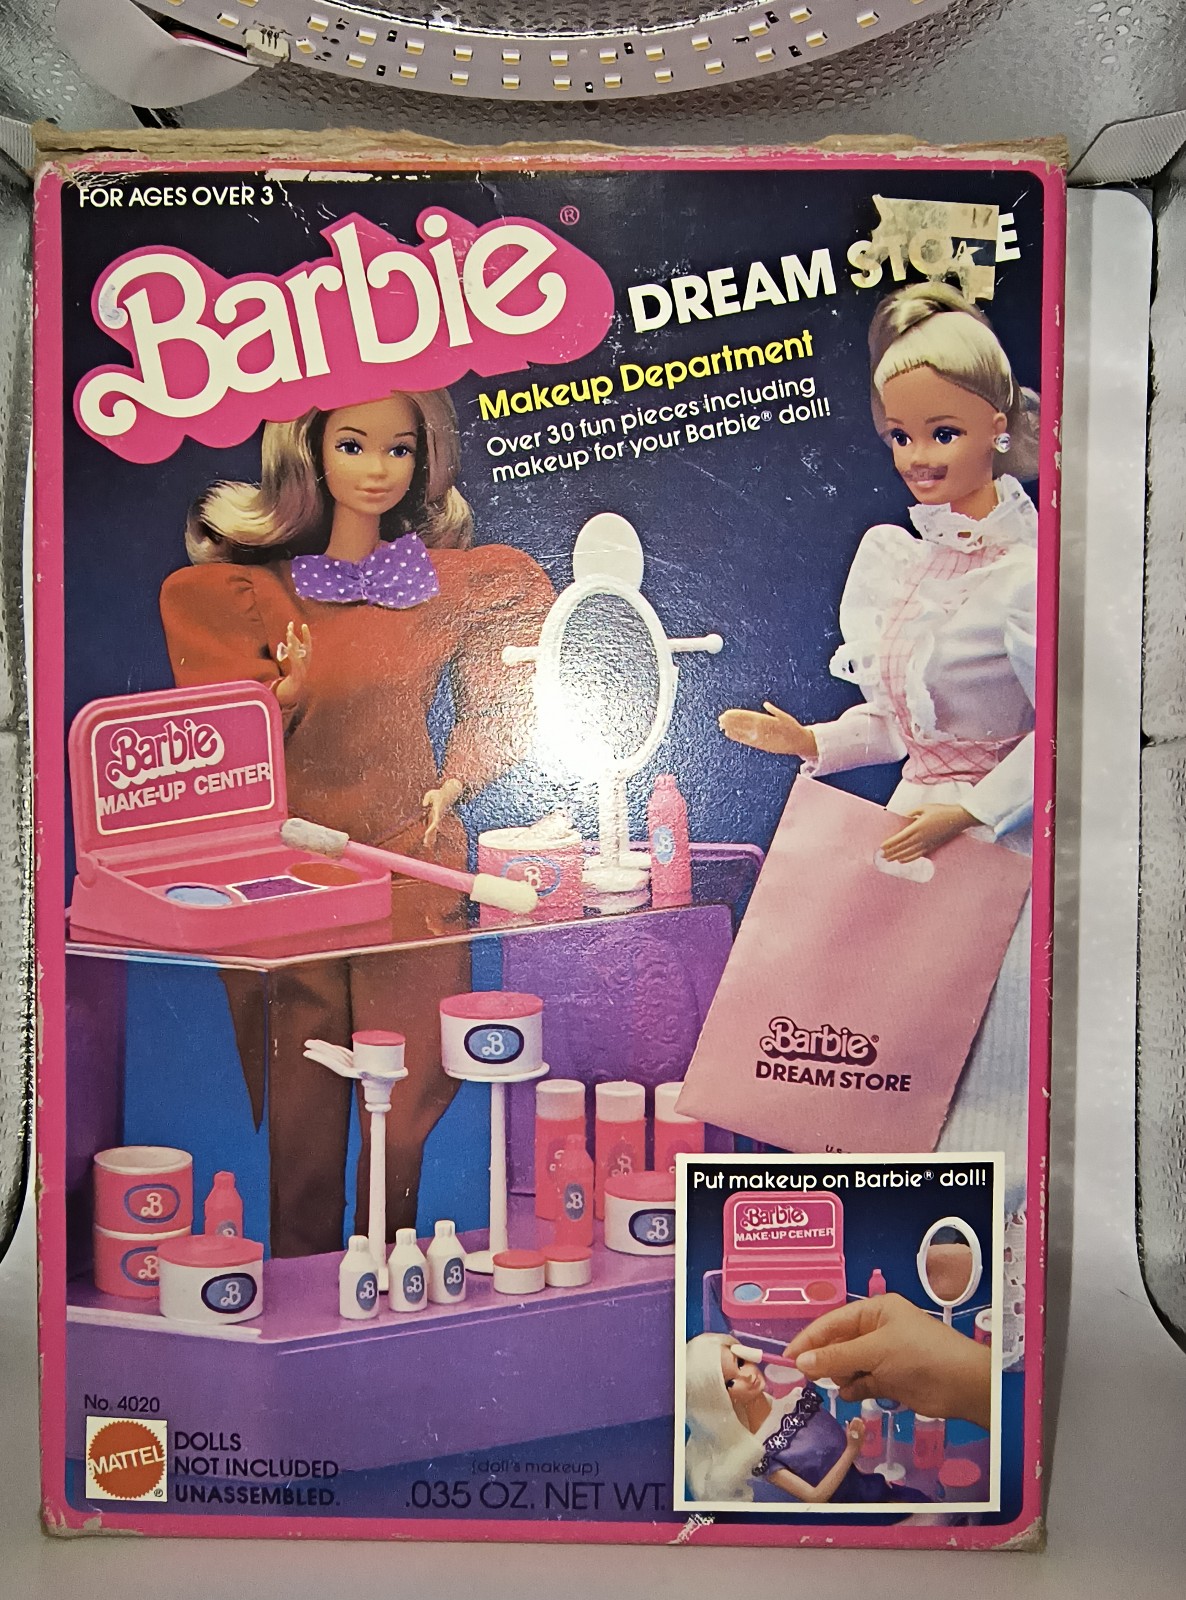 FOR AGES OVER 3
Barbie®
DREAM STORE
17
Makeup Department
Over 30 fun pieces including
makeup for your Barbie® doll!
Barbie
MAKE-UP CENTER
B
B
B
Barbie®
DREAM STORE
B
B
B
B
B
B
B
B
B
Put makeup on Barbie® doll!
Barbie
MAKE-UP CENTER
No. 4020
MATTEL®
DOLLS
NOT INCLUDED
UNASSEMBLED.
(doll's makeup)
.035 OZ. NET WT.